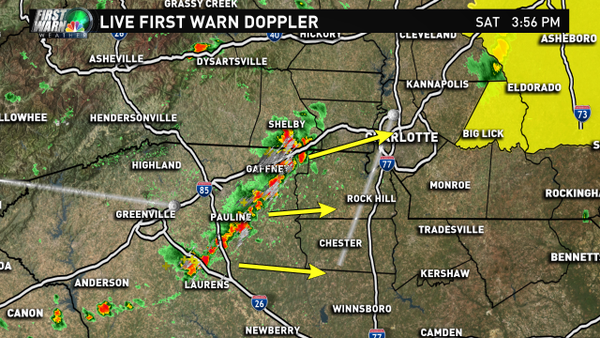 FIRST
WARN
WEATHER
LIVE FIRST WARN DOPPLER
SAT 3:56 PM
GRASSY CREEK
26
40
HICKORY
CLEVELAND
ASHEBORO
ASHEVILLE
DYSARTSVILLE
KANNAPOLIS
ELDORADO
LLOWHEE
HENDERSONVILLE
SHELBY
CHARLOTTE
BIG LICK
73
HIGHLAND
GAFFNEY
77
85
MONROE
ROCK HILL
ROCKINGHA
GREENVILLE
PAULINE
TRADESVILLE
CHESTER
BENNETT
DA
ANDERSON
LAURENS
KERSHAW
CANON
26
WINNSBORO
NEWBERRY
77
CAMDEN